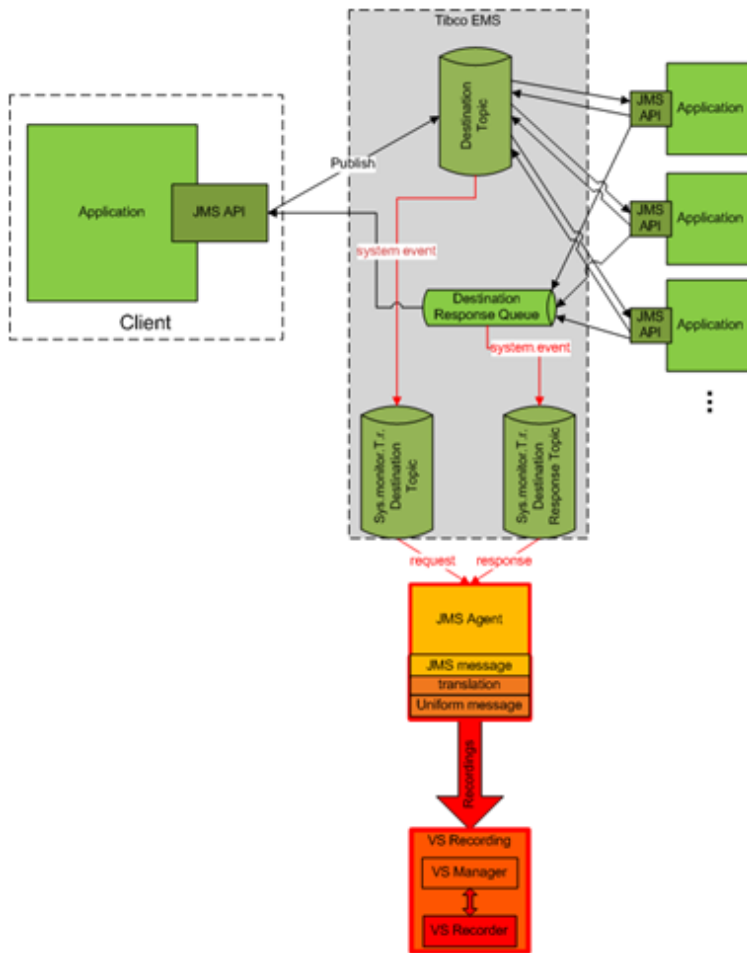 Tibco EMS
Destination
Topic
JMS
API
Application
Publish
Application
JMS API
Client
JMS
API
Application
system event
Destination
Response Queue
JMS
API
Application
system.event
...
Sys.monitor.T.r.
Destination
Topic
Sys.monitor.T.r.
Destination
Response Topic
request
response
JMS Agent
JMS message
translation
Uniform message
Recordings
VS Recording
VS Manager
VS Recorder